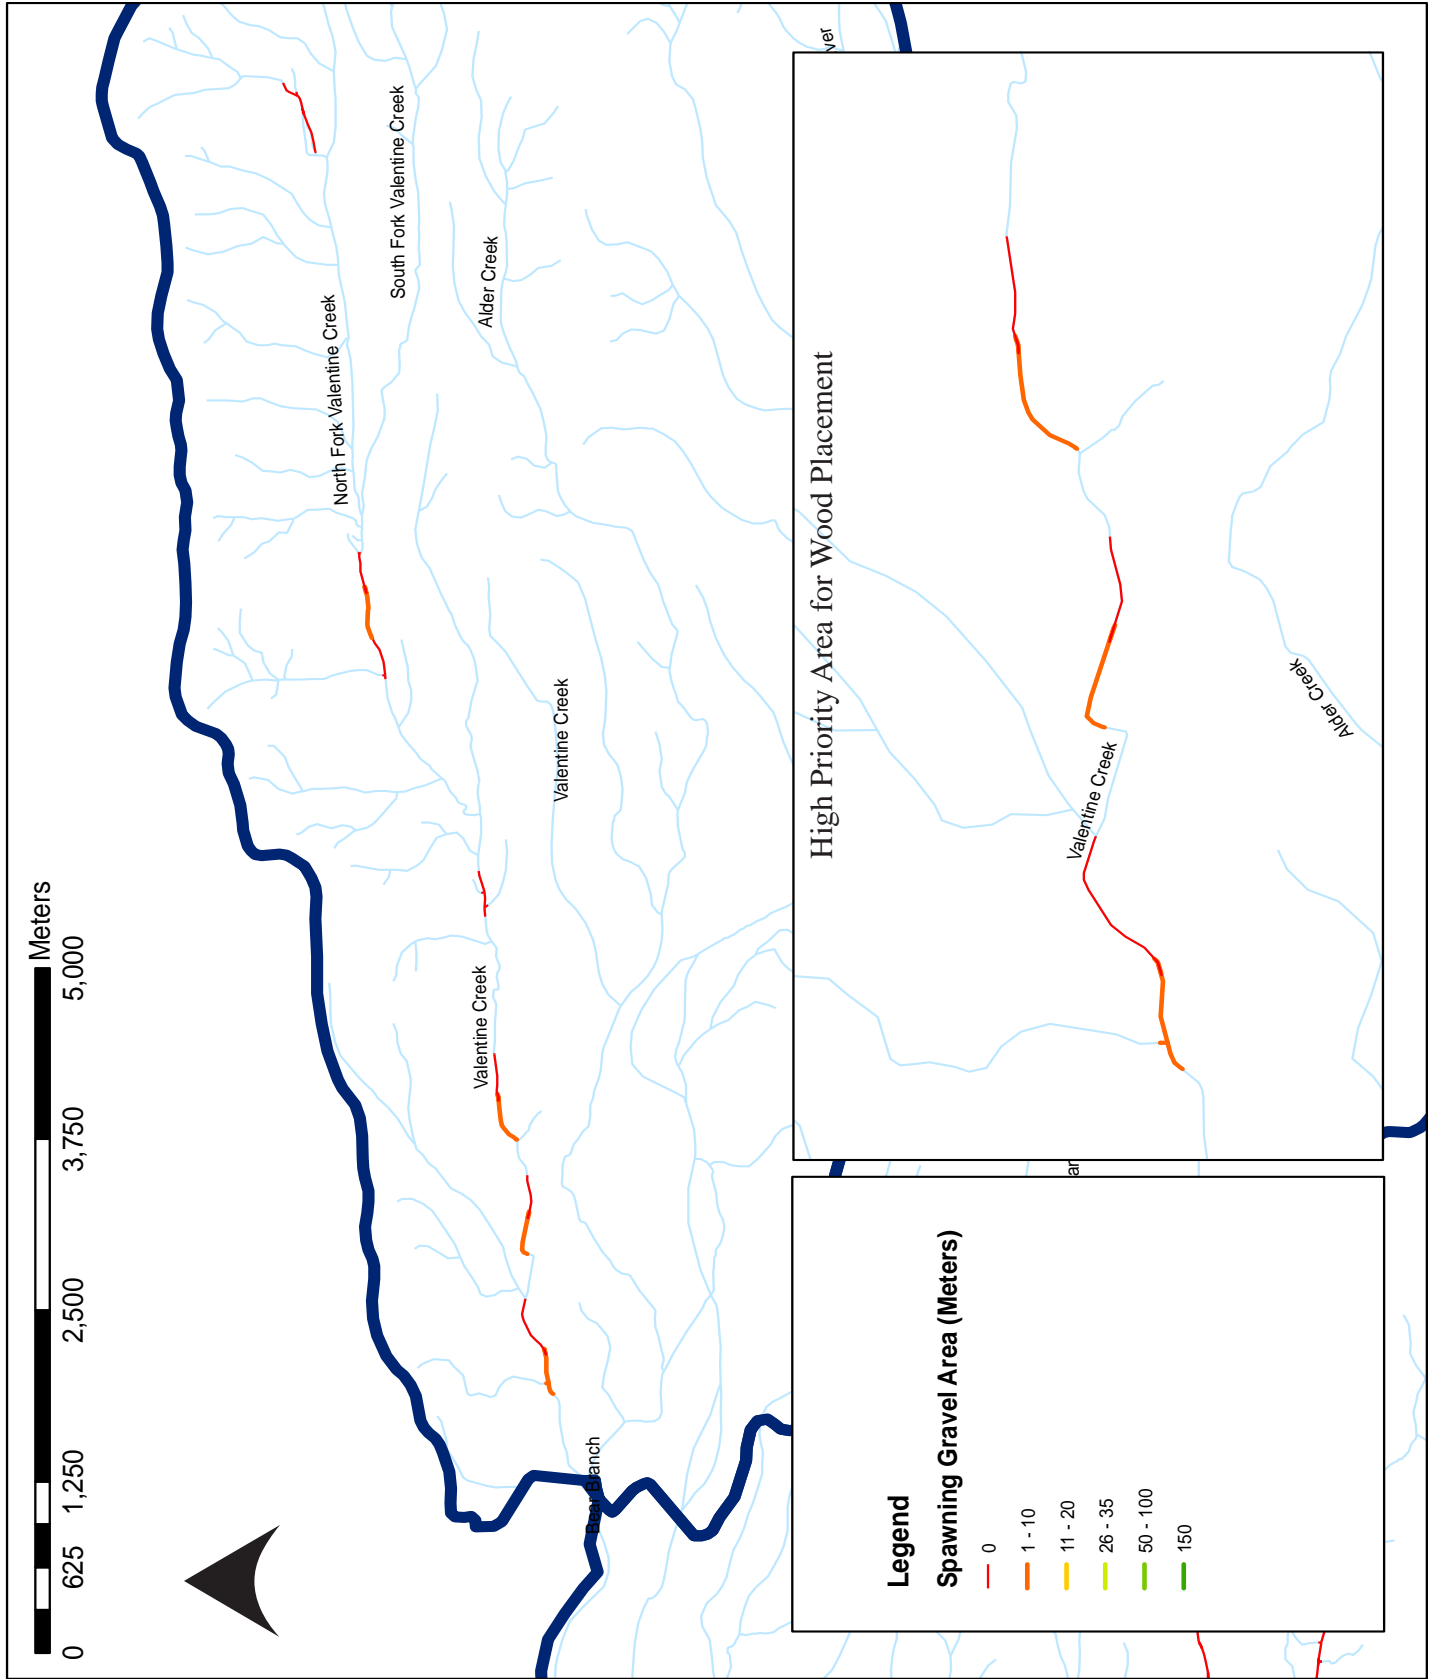 0 625 1,250 2,500 3,750 5,000
Meters
North Fork Valentine Creek
South Fork Valentine Creek
Alder Creek
Valentine Creek
Valentine Creek
Bear Branch
ver
ar
High Priority Area for Wood Placement
Valentine Creek
Alder Creek
Legend
Spawning Gravel Area (Meters)
0
1 - 10
11 - 20
26 - 35
50 - 100
150